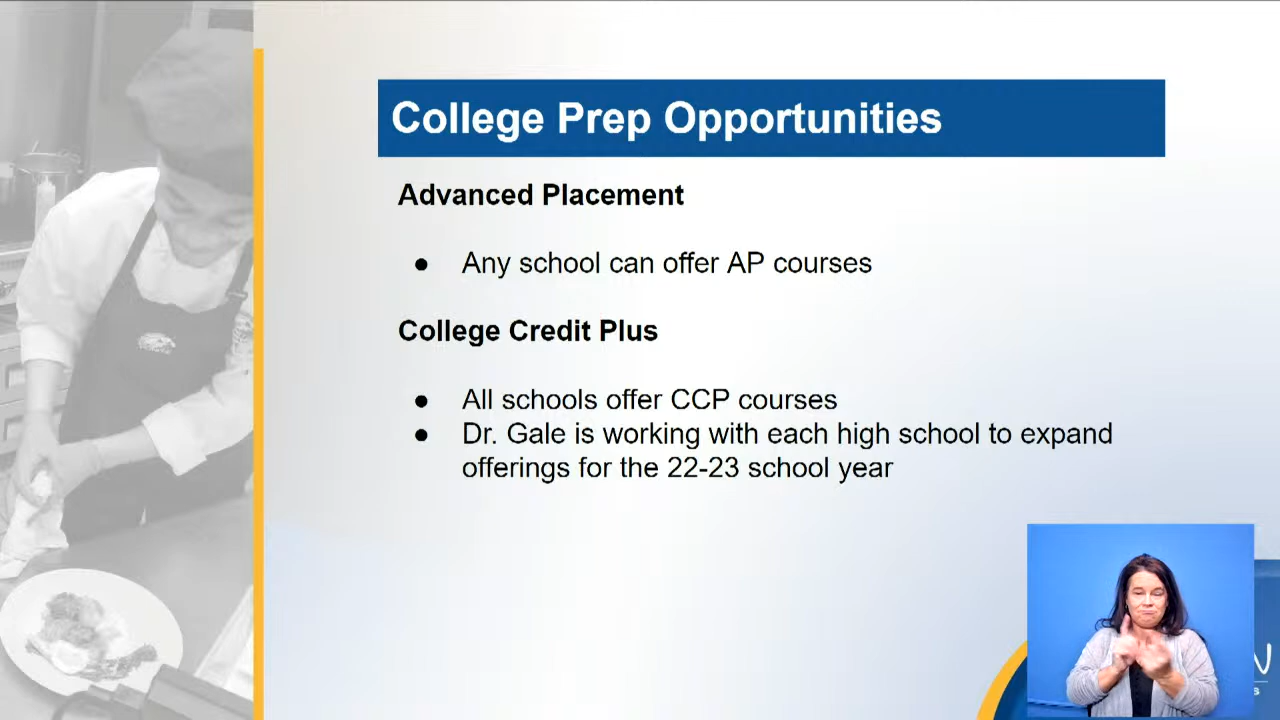 College Prep Opportunities
Advanced Placement
● Any school can offer AP courses
College Credit Plus
● All schools offer CCP courses
● Dr. Gale is working with each high school to expand
offerings for the 22-23 school year